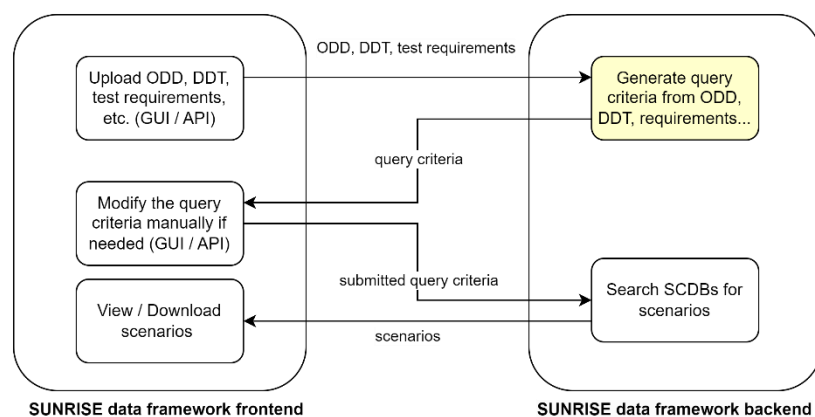 ODD, DDT, test requirements
Upload ODD, DDT,
test requirements,
etc. (GUI / API)
Generate query
criteria from ODD,
DDT, requirements...
query criteria
Modify the query
criteria manually if
needed (GUI / API)
submitted query criteria
View / Download
scenarios
Search SCDBs for
scenarios
scenarios
SUNRISE data framework frontend
SUNRISE data framework backend